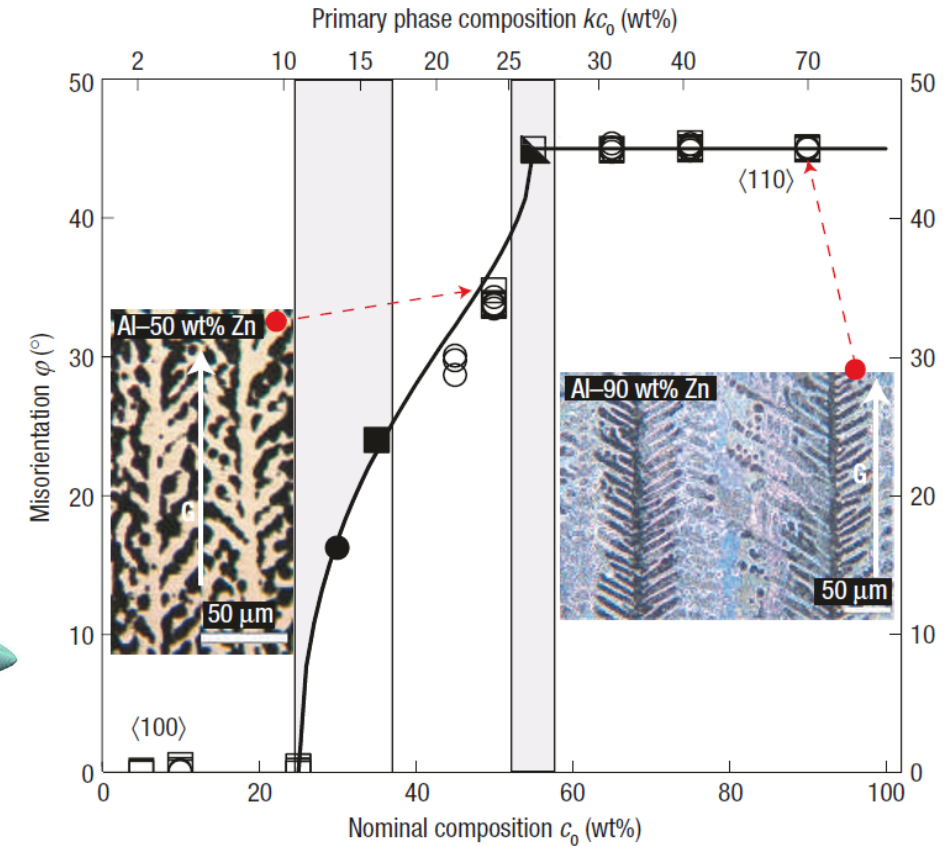 Primary phase composition kc₀ (wt%)
2 11 15 21 25 30 40 70
50 50
40 40
30 30
20 20
10 10
0 0
Misorientation φ (°)
⟨110⟩
Al–50 wt% Zn
G
50 µm
Al–90 wt% Zn
G
50 µm
⟨100⟩
0 20 40 60 80 100
Nominal composition c₀ (wt%)